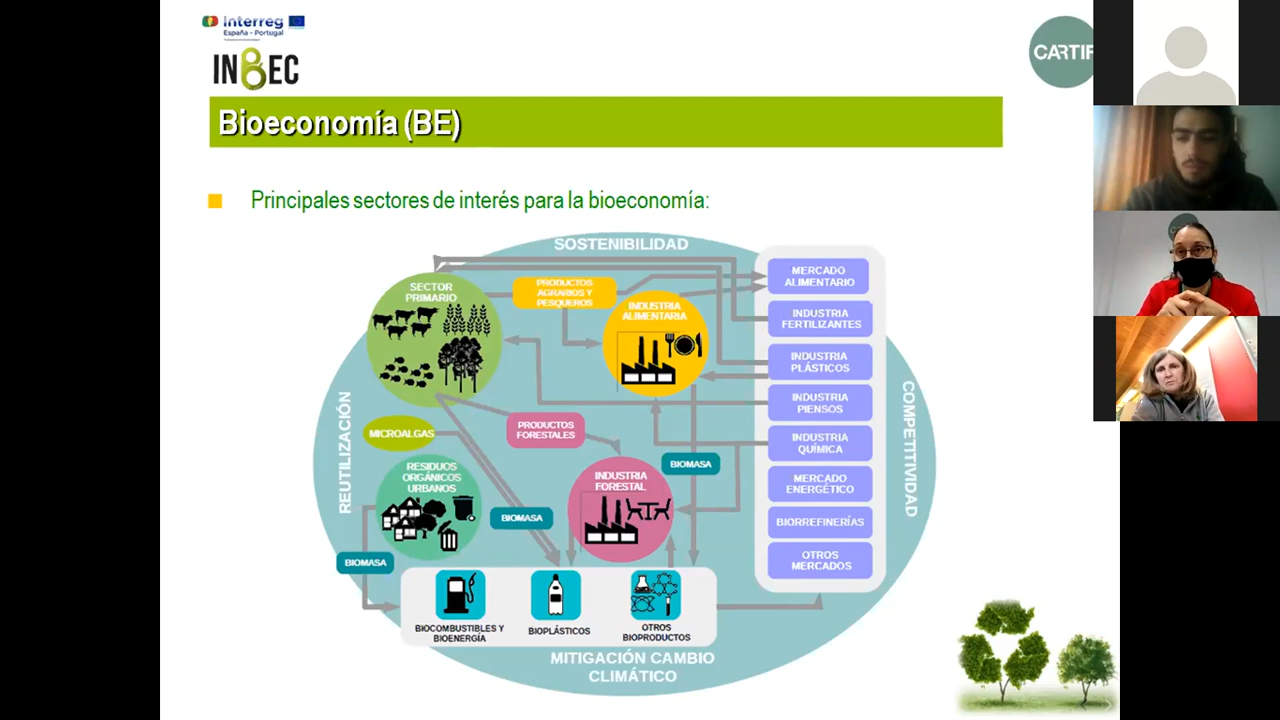 Interreg
España - Portugal
INBEC
CARTIF
Bioeconomía (BE)
Principales sectores de interés para la bioeconomía:
SOSTENIBILIDAD
SECTOR
PRIMARIO
PRODUCTOS
AGRARIOS Y
PESQUEROS
INDUSTRIA
ALIMENTARIA
MERCADO
ALIMENTARIO
INDUSTRIA
FERTILIZANTES
INDUSTRIA
PLÁSTICOS
INDUSTRIA
PIENSOS
INDUSTRIA
QUÍMICA
MERCADO
ENERGÉTICO
BIORREFINERÍAS
OTROS
MERCADOS
COMPETITIVIDAD
REUTILIZACIÓN
MICROALGAS
PRODUCTOS
FORESTALES
RESIDUOS
ORGÁNICOS
URBANOS
INDUSTRIA
FORESTAL
BIOMASA
BIOMASA
BIOMASA
BIOCOMBUSTIBLES Y
BIOENERGÍA
BIOPLÁSTICOS
OTROS
BIOPRODUCTOS
MITIGACIÓN CAMBIO
CLIMÁTICO